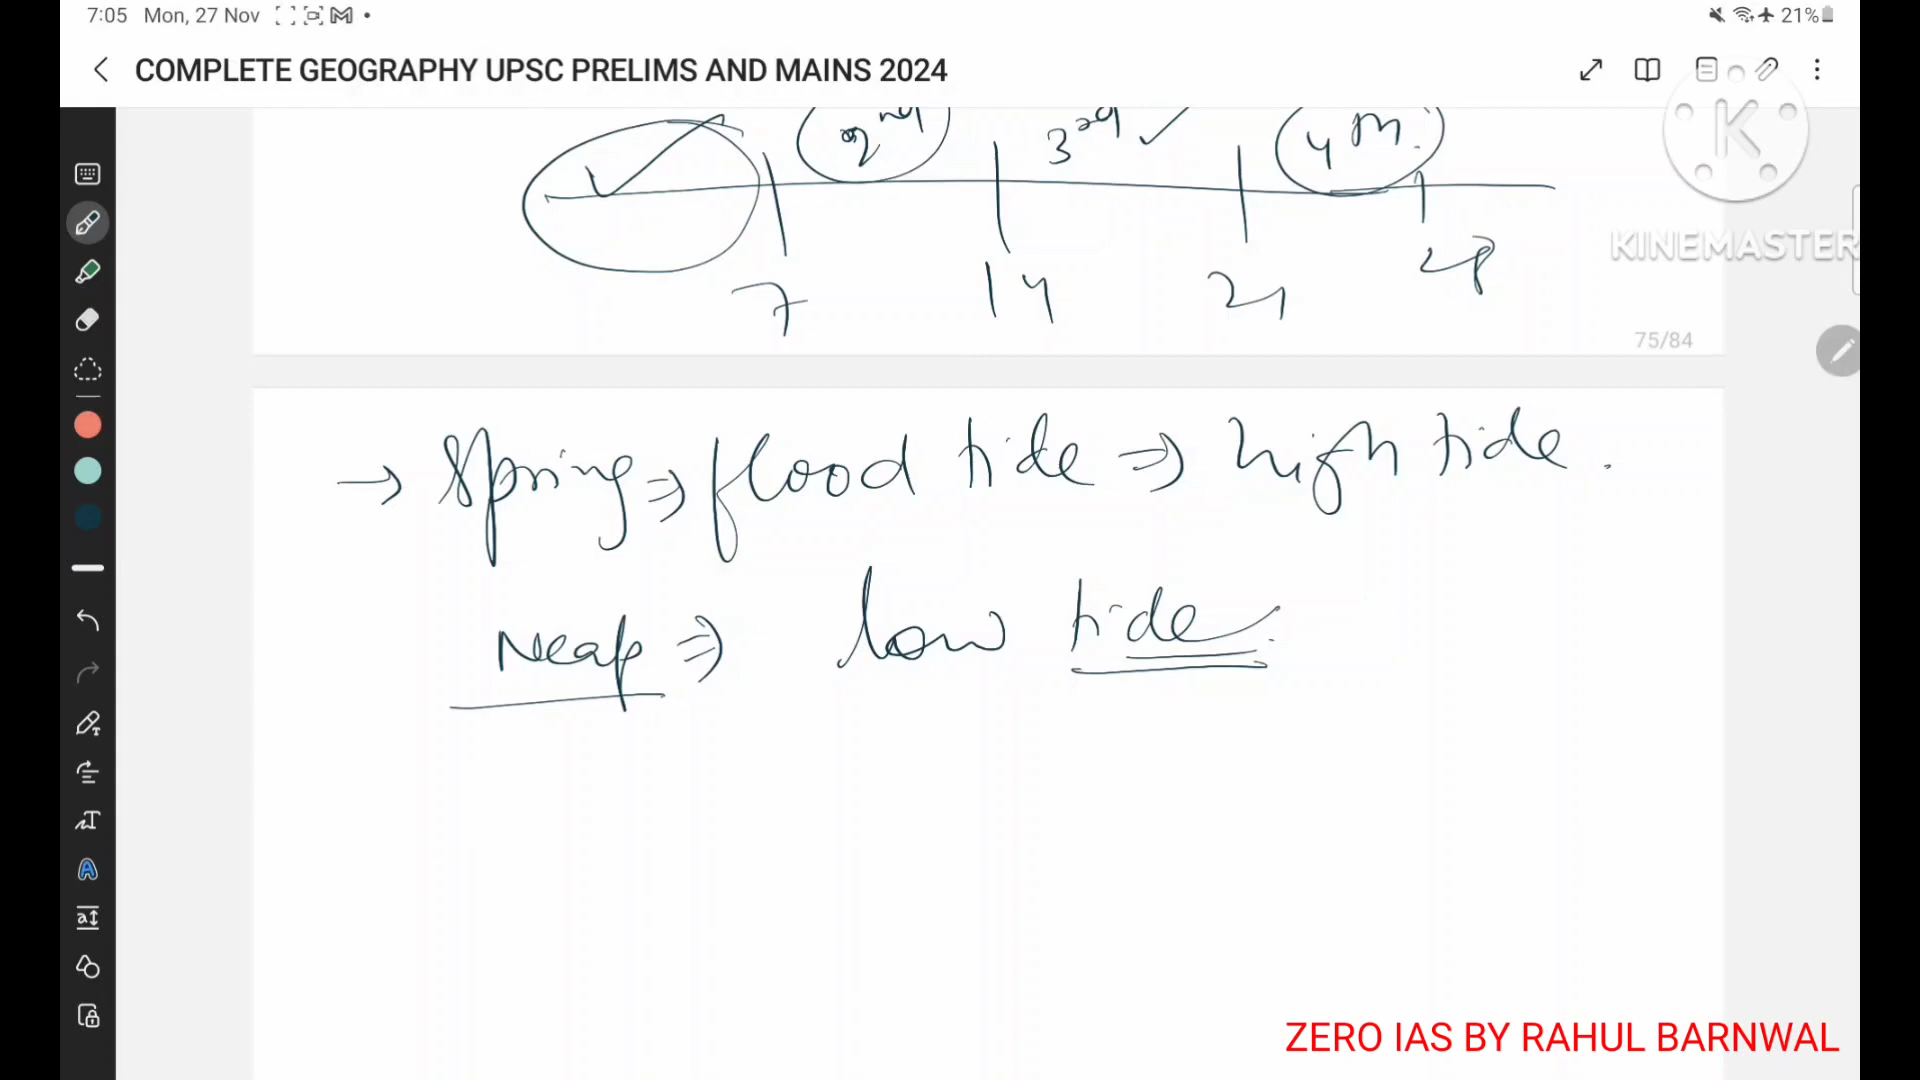 7:05 Mon, 27 Nov
21%
COMPLETE GEOGRAPHY UPSC PRELIMS AND MAINS 2024
K
KINEMASTER
2nd 3rd ✓ 4th
7 14 21 28
75/84
→ Spring ⇒ flood tide ⇒ high tide.
Neap ⇒ low tide.
ZERO IAS BY RAHUL BARNWAL